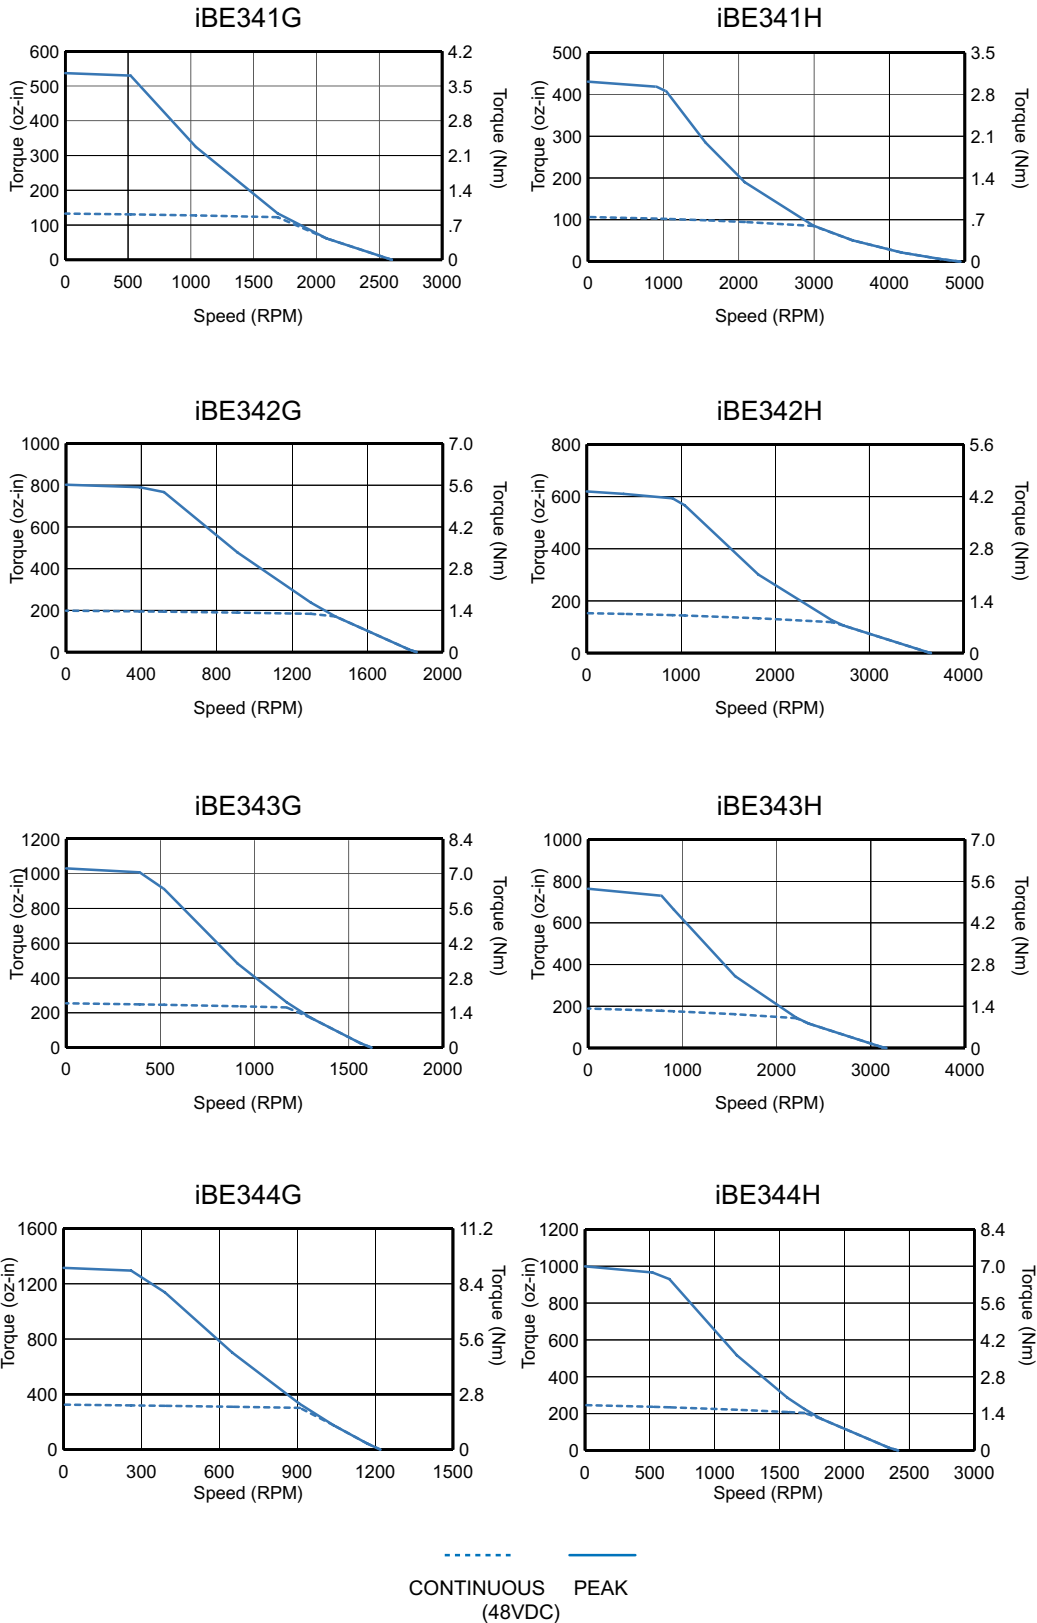 iBE341G
600
500
400
300
200
100
0
Torque (oz-in)
4.2
3.5
2.8
2.1
1.4
.7
0
Torque (Nm)
0 500 1000 1500 2000 2500 3000
Speed (RPM)
iBE341H
500
400
300
200
100
0
Torque (oz-in)
3.5
2.8
2.1
1.4
.7
0
Torque (Nm)
0 1000 2000 3000 4000 5000
Speed (RPM)
iBE342G
1000
800
600
400
200
0
Torque (oz-in)
7.0
5.6
4.2
2.8
1.4
0
Torque (Nm)
0 400 800 1200 1600 2000
Speed (RPM)
iBE342H
800
600
400
200
0
Torque (oz-in)
5.6
4.2
2.8
1.4
0
Torque (Nm)
0 1000 2000 3000 4000
Speed (RPM)
iBE343G
1200
1000
800
600
400
200
0
Torque (oz-in)
8.4
7.0
5.6
4.2
2.8
1.4
0
Torque (Nm)
0 500 1000 1500 2000
Speed (RPM)
iBE343H
1000
800
600
400
200
0
Torque (oz-in)
7.0
5.6
4.2
2.8
1.4
0
Torque (Nm)
0 1000 2000 3000 4000
Speed (RPM)
iBE344G
1600
1200
800
400
0
Torque (oz-in)
11.2
8.4
5.6
2.8
0
Torque (Nm)
0 300 600 900 1200 1500
Speed (RPM)
iBE344H
1200
1000
800
600
400
200
0
Torque (oz-in)
8.4
7.0
5.6
4.2
2.8
1.4
0
Torque (Nm)
0 500 1000 1500 2000 2500 3000
Speed (RPM)
CONTINUOUS PEAK
(48VDC)